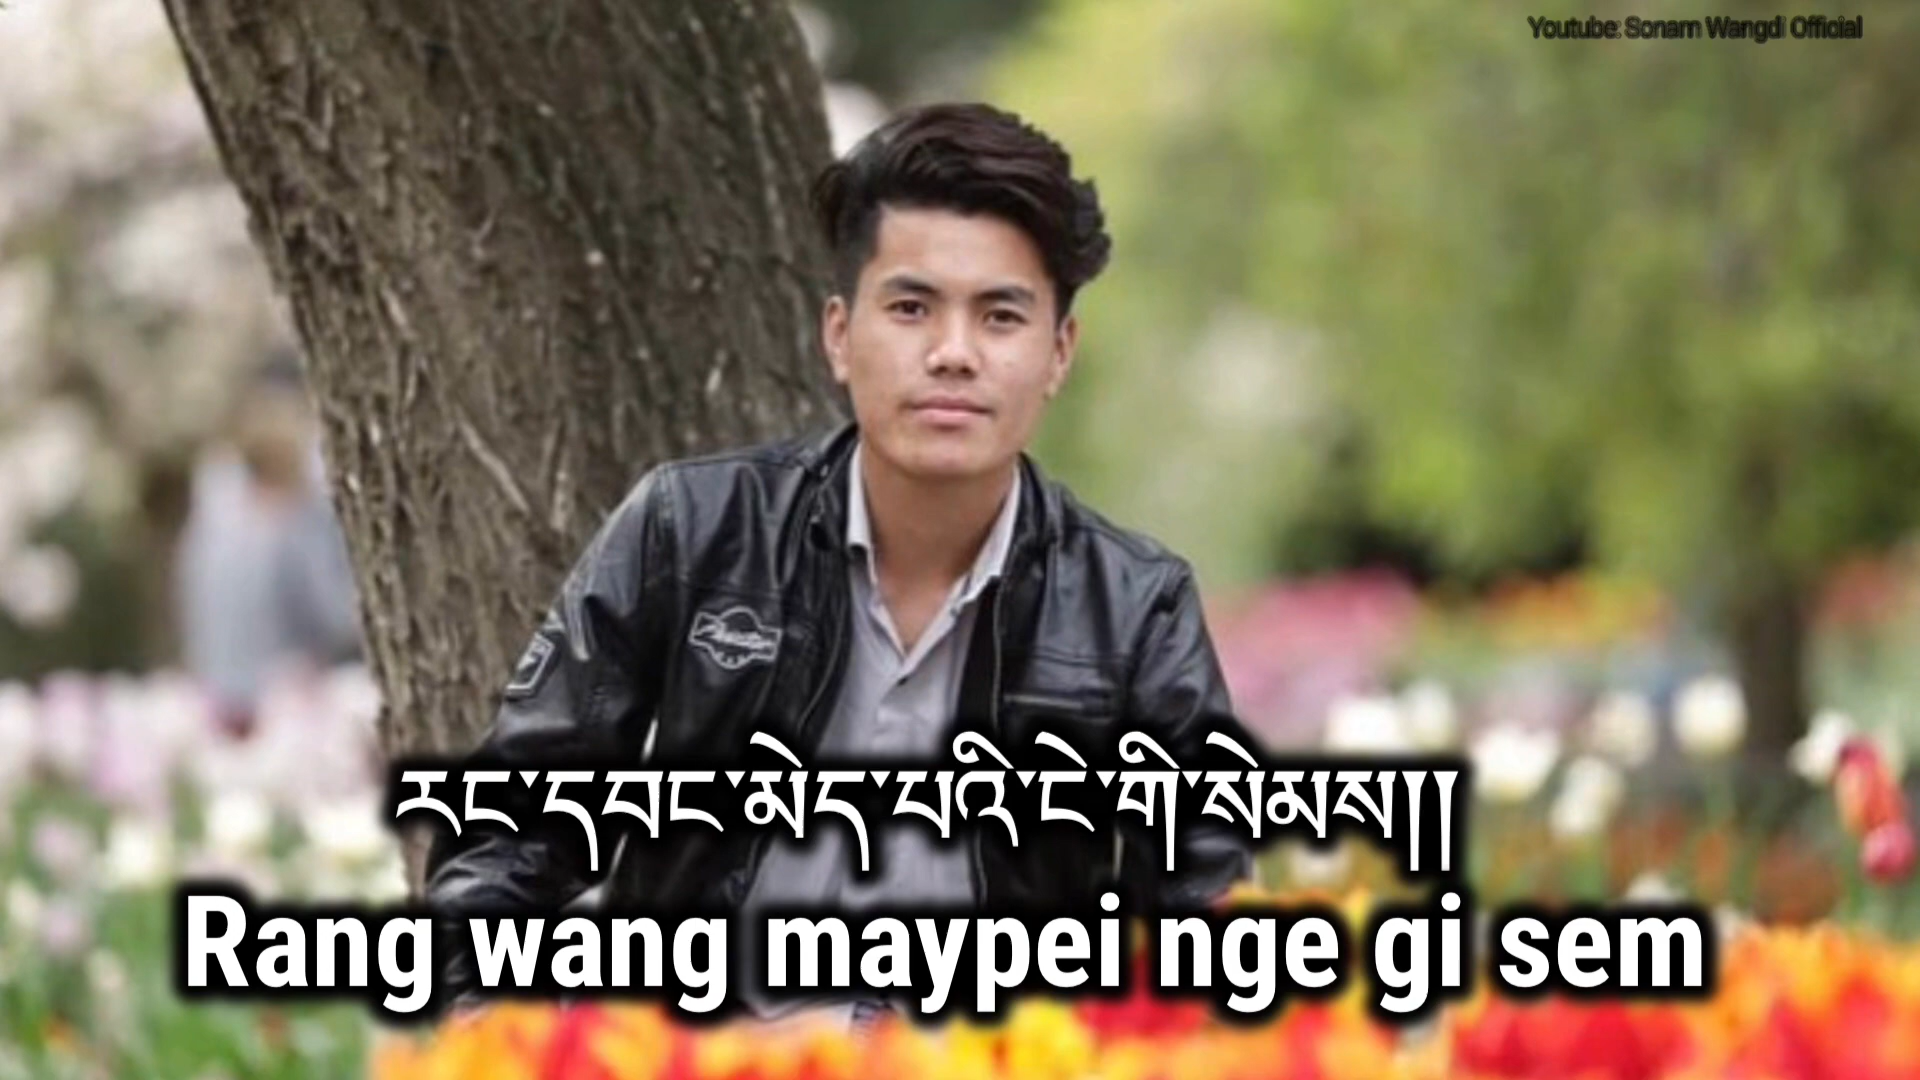 Youtube: Sonam Wangdi Official
རང་དབང་མེད་པའི་ངེ་གི་སེམས།།
Rang wang maypei nge gi sem